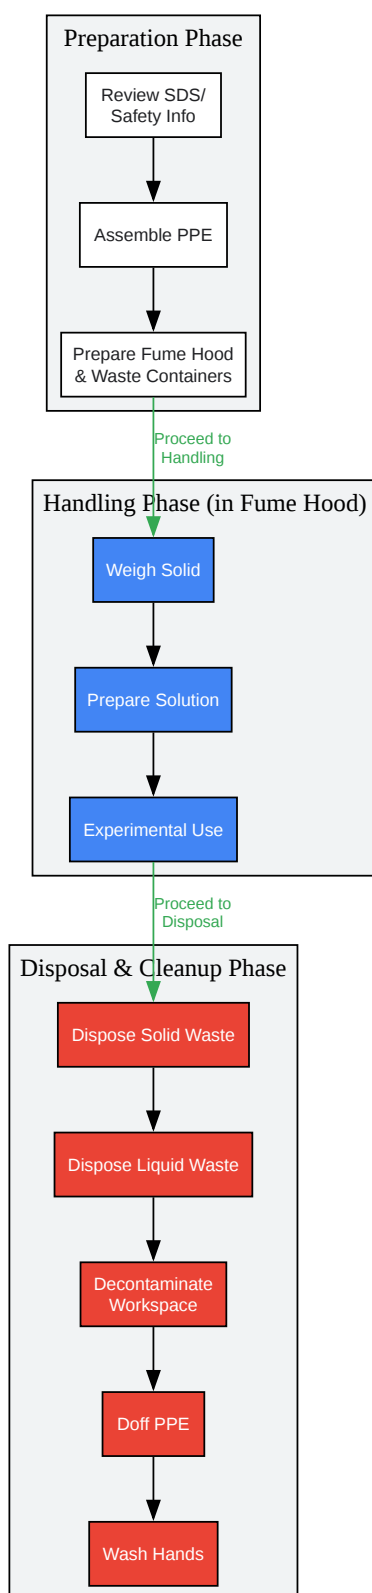 Preparation Phase
Review SDS/
Safety Info
Assemble PPE
Prepare Fume Hood
& Waste Containers
Proceed to
Handling
Handling Phase (in Fume Hood)
Weigh Solid
Prepare Solution
Experimental Use
Proceed to
Disposal
Disposal & Cleanup Phase
Dispose Solid Waste
Dispose Liquid Waste
Decontaminate
Workspace
Doff PPE
Wash Hands